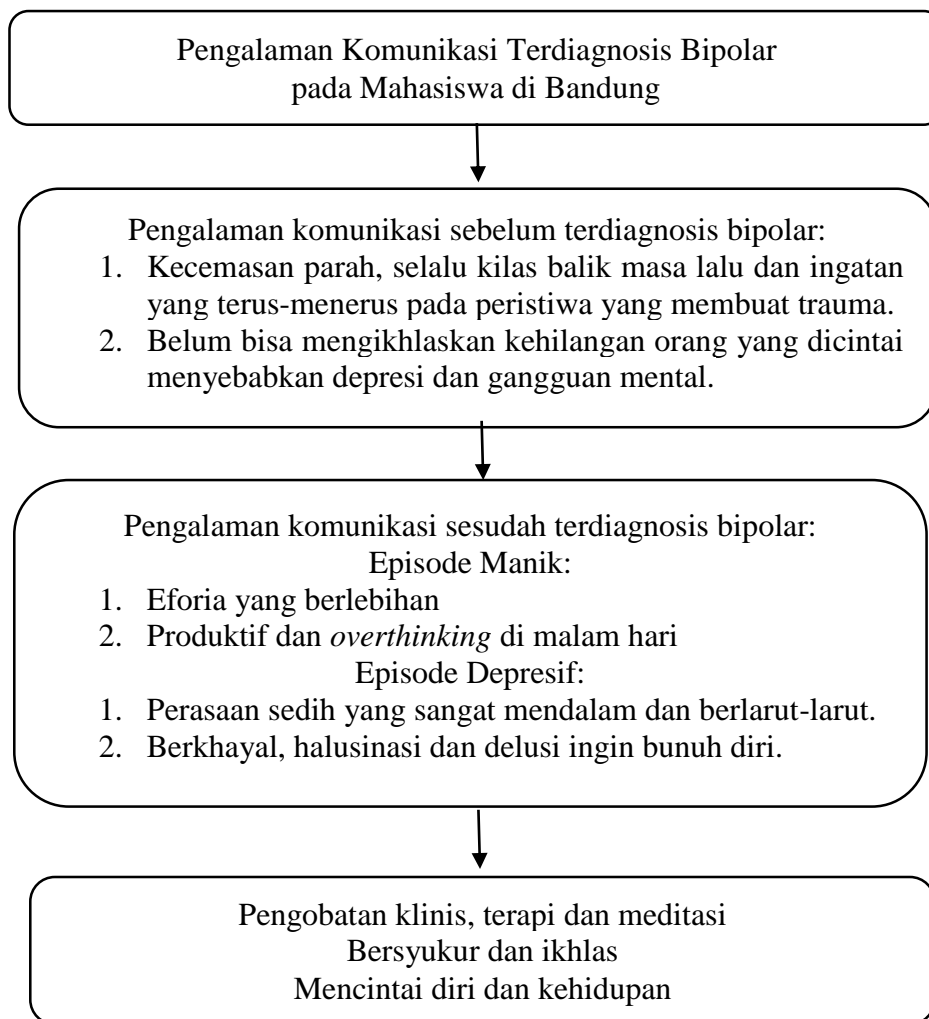 Pengalaman Komunikasi Terdiagnosis Bipolar
pada Mahasiswa di Bandung
Pengalaman komunikasi sebelum terdiagnosis bipolar:
1. Kecemasan parah, selalu kilas balik masa lalu dan ingatan
yang terus-menerus pada peristiwa yang membuat trauma.
2. Belum bisa mengikhlaskan kehilangan orang yang dicintai
menyebabkan depresi dan gangguan mental.
Pengalaman komunikasi sesudah terdiagnosis bipolar:
Episode Manik:
1. Eforia yang berlebihan
2. Produktif dan overthinking di malam hari
Episode Depresif:
1. Perasaan sedih yang sangat mendalam dan berlarut-larut.
2. Berkhayal, halusinasi dan delusi ingin bunuh diri.
Pengobatan klinis, terapi dan meditasi
Bersyukur dan ikhlas
Mencintai diri dan kehidupan